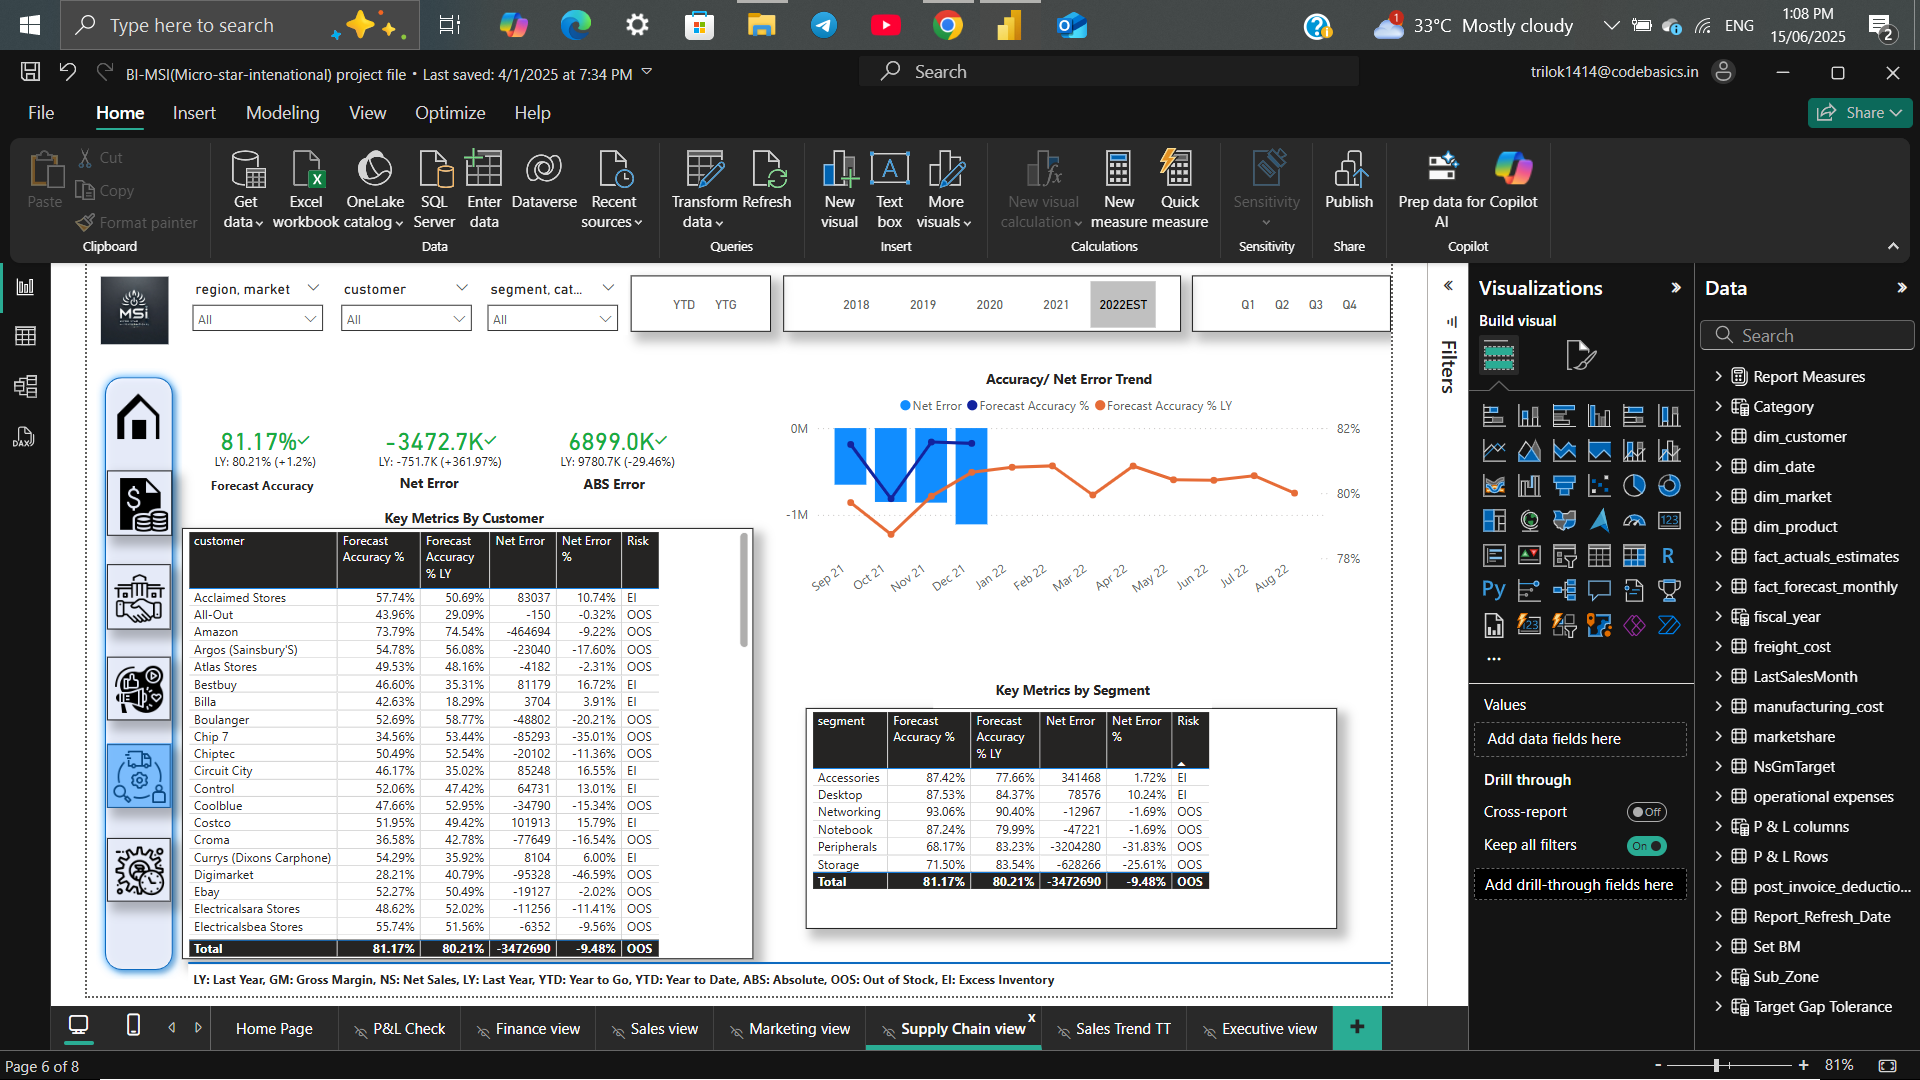 Type here to search
1
33°C Mostly cloudy
ENG
1:08 PM
15/06/2025
2
BI-MSI(Micro-star-intenational) project file • Last saved: 4/1/2025 at 7:34 PM
Search
trilok1414@codebasics.in
File
Home
Insert
Modeling
View
Optimize
Help
Share
Paste
Cut
Copy
Format painter
Clipboard
Get data
Excel workbook
OneLake catalog
SQL Server
Enter data
Dataverse
Recent sources
Data
Transform data
Refresh
Queries
New visual
Text box
More visuals
Insert
New visual calculation
New measure
Quick measure
Calculations
Sensitivity
Sensitivity
Publish
Share
Prep data for AI
Copilot
Copilot
MSi
region, market
All
customer
All
segment, cat...
All
YTD YTG
2018 2019 2020 2021 2022EST
Q1 Q2 Q3 Q4
81.17%
LY: 80.21% (+1.2%)
Forecast Accuracy
-3472.7K
LY: -751.7K (+361.97%)
Net Error
6899.0K
LY: 9780.7K (-29.46%)
ABS Error
Accuracy/ Net Error Trend
Net Error Forecast Accuracy % Forecast Accuracy % LY
0M
-1M
82%
80%
78%
Sep 21
Oct 21
Nov 21
Dec 21
Jan 22
Feb 22
Mar 22
Apr 22
May 22
Jun 22
Jul 22
Aug 22
Key Metrics By Customer
customer Forecast Accuracy % Forecast Accuracy % LY Net Error Net Error % Risk
Acclaimed Stores 57.74% 50.69% 83037 10.74% EI
All-Out 43.96% 29.09% -150 -0.32% OOS
Amazon 73.79% 74.54% -464694 -9.22% OOS
Argos (Sainsbury'S) 54.78% 56.08% -23040 -17.60% OOS
Atlas Stores 49.53% 48.16% -4182 -2.31% OOS
Bestbuy 46.60% 35.31% 81179 16.72% EI
Billa 42.63% 18.29% 3704 3.91% EI
Boulanger 52.69% 58.77% -48802 -20.21% OOS
Chip 7 34.56% 53.44% -85293 -35.01% OOS
Chiptec 50.49% 52.54% -20102 -11.36% OOS
Circuit City 46.17% 35.02% 85248 16.55% EI
Control 52.06% 47.42% 64731 13.01% EI
Coolblue 47.66% 52.95% -34790 -15.34% OOS
Costco 51.95% 49.42% 101913 15.79% EI
Croma 36.58% 42.78% -77649 -16.54% OOS
Currys (Dixons Carphone) 54.29% 35.92% 8104 6.00% EI
Digimarket 28.21% 40.79% -95328 -46.59% OOS
Ebay 52.27% 50.49% -19127 -2.02% OOS
Electricalsara Stores 48.62% 52.02% -11256 -11.41% OOS
Electricalsbea Stores 55.74% 51.56% -6352 -9.56% OOS
Total 81.17% 80.21% -3472690 -9.48% OOS
Key Metrics by Segment
segment Forecast Accuracy % Forecast Accuracy % LY Net Error Net Error % Risk
Accessories 87.42% 77.66% 341468 1.72% EI
Desktop 87.53% 84.37% 78576 10.24% EI
Networking 93.06% 90.40% -12967 -1.69% OOS
Notebook 87.24% 79.99% -47221 -1.69% OOS
Peripherals 68.17% 83.23% -3204280 -31.83% OOS
Storage 71.50% 83.54% -628266 -25.61% OOS
Total 81.17% 80.21% -3472690 -9.48% OOS
LY: Last Year, GM: Gross Margin, NS: Net Sales, LY: Last Year, YTD: Year to Go, YTD: Year to Date, ABS: Absolute, OOS: Out of Stock, EI: Excess Inventory
Filters
Visualizations
Build visual
Values
Add data fields here
Drill through
Cross-report
Off
Keep all filters
On
Add drill-through fields here
Data
Search
Report Measures
Category
dim_customer
dim_date
dim_market
dim_product
fact_actuals_estimates
fact_forecast_monthly
fiscal_year
freight_cost
LastSalesMonth
manufacturing_cost
marketshare
NsGmTarget
operational expenses
P & L columns
P & L Rows
post_invoice_deductio...
Report_Refresh_Date
Set BM
Sub_Zone
Target Gap Tolerance
Home Page
P&L Check
Finance view
Sales view
Marketing view
Supply Chain view
x
Sales Trend TT
Executive view
+
Page 6 of 8
- + 81%